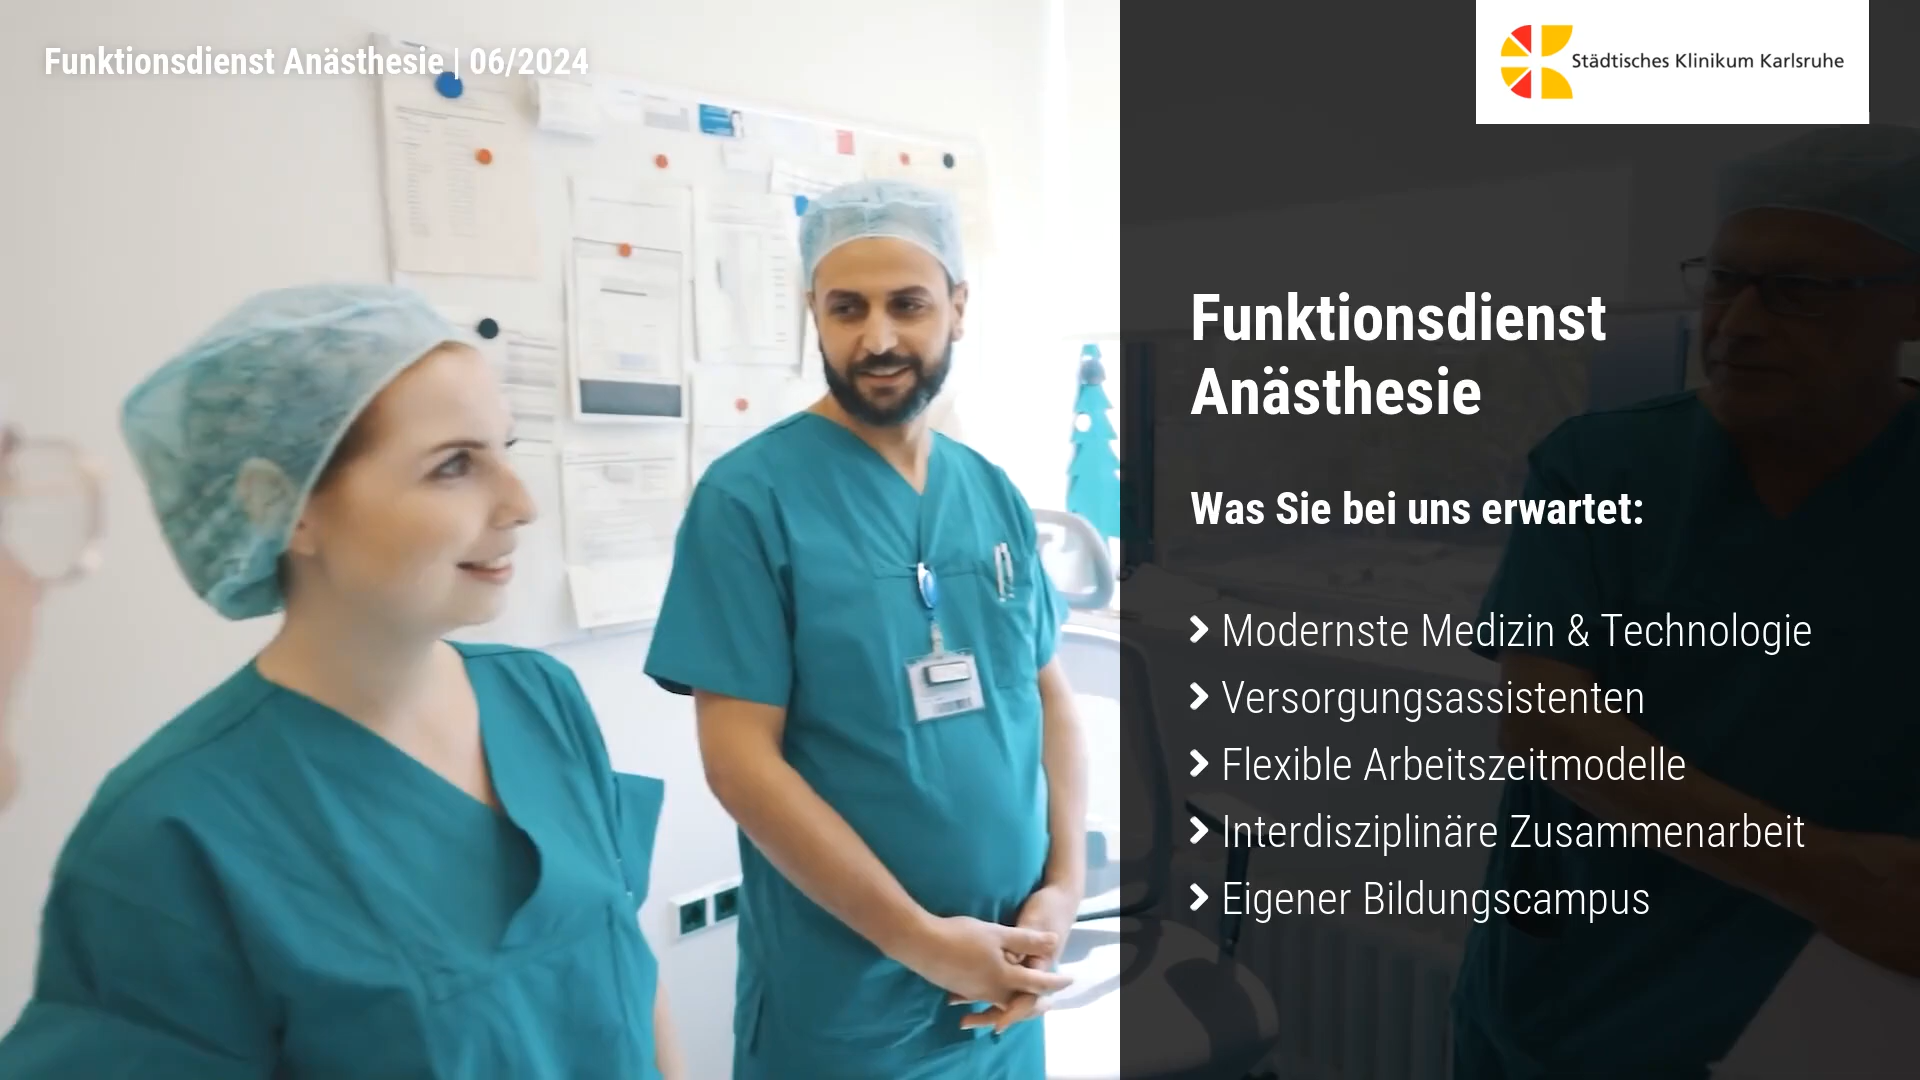 Funktionsdienst Anästhesie | 06/2024
Städtisches Klinikum Karlsruhe
Funktionsdienst
Anästhesie
Was Sie bei uns erwartet:
Modernste Medizin & Technologie
Versorgungsassistenten
Flexible Arbeitszeitmodelle
Interdisziplinäre Zusammenarbeit
Eigener Bildungscampus